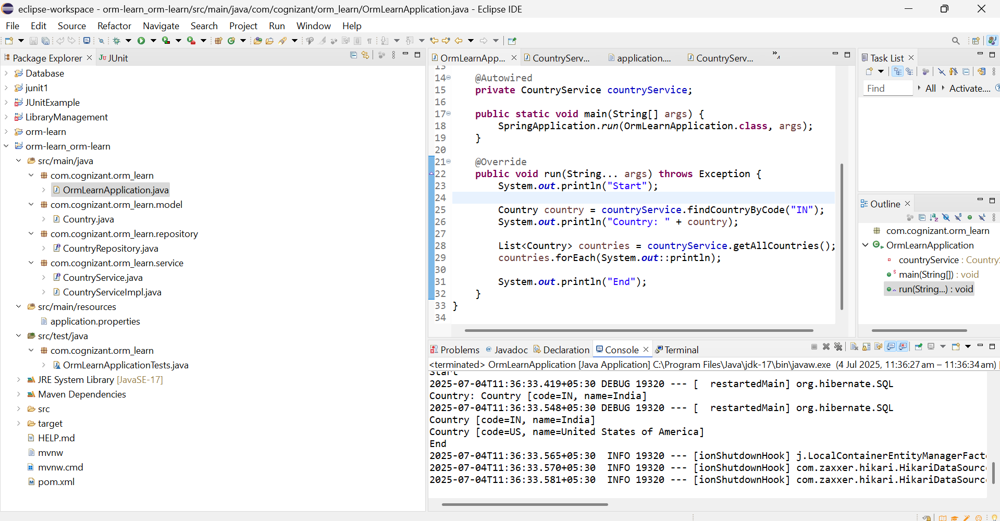 eclipse-workspace - orm-learn_orm-learn/src/main/java/com/cognizant/orm_learn/OrmLearnApplication.java - Eclipse IDE
File Edit Source Refactor Navigate Search Project Run Window Help
Package Explorer
JUnit
Database
junit1
JUnitExample
LibraryManagement
orm-learn
orm-learn_orm-learn
src/main/java
com.cognizant.orm_learn
OrmLearnApplication.java
com.cognizant.orm_learn.model
Country.java
com.cognizant.orm_learn.repository
CountryRepository.java
com.cognizant.orm_learn.service
CountryService.java
CountryServiceImpl.java
src/main/resources
application.properties
src/test/java
com.cognizant.orm_learn
OrmLearnApplicationTests.java
JRE System Library [JavaSE-17]
Maven Dependencies
src
target
HELP.md
mvnw
mvnw.cmd
pom.xml
OrmLearnApp... CountryServ... application.... CountryServ...
13
14 @Autowired
15 private CountryService countryService;
16
17 public static void main(String[] args) {
18 SpringApplication.run(OrmLearnApplication.class, args);
19 }
20
21 @Override
22 public void run(String... args) throws Exception {
23 System.out.println("Start");
24
25 Country country = countryService.findCountryByCode("IN");
26 System.out.println("Country: " + country);
27
28 List<Country> countries = countryService.getAllCountries();
29 countries.forEach(System.out::println);
30
31 System.out.println("End");
32 }
33 }
34
Problems @ Javadoc Declaration Console Terminal
<terminated> OrmLearnApplication [Java Application] C:\Program Files\Java\jdk-17\bin\javaw.exe (4 Jul 2025, 11:36:27 am – 11:36:34 am)
Start
2025-07-04T11:36:33.419+05:30 DEBUG 19320 --- [  restartedMain] org.hibernate.SQL
Country: Country [code=IN, name=India]
2025-07-04T11:36:33.548+05:30 DEBUG 19320 --- [  restartedMain] org.hibernate.SQL
Country [code=IN, name=India]
Country [code=US, name=United States of America]
End
2025-07-04T11:36:33.565+05:30  INFO 19320 --- [ionShutdownHook] j.LocalContainerEntityManagerFact
2025-07-04T11:36:33.570+05:30  INFO 19320 --- [ionShutdownHook] com.zaxxer.hikari.HikariDataSourc
2025-07-04T11:36:33.581+05:30  INFO 19320 --- [ionShutdownHook] com.zaxxer.hikari.HikariDataSourc
Task List
Find All Activate....
Outline
com.cognizant.orm_learn
OrmLearnApplication
countryService : Country
main(String[]) : void
run(String...) : void